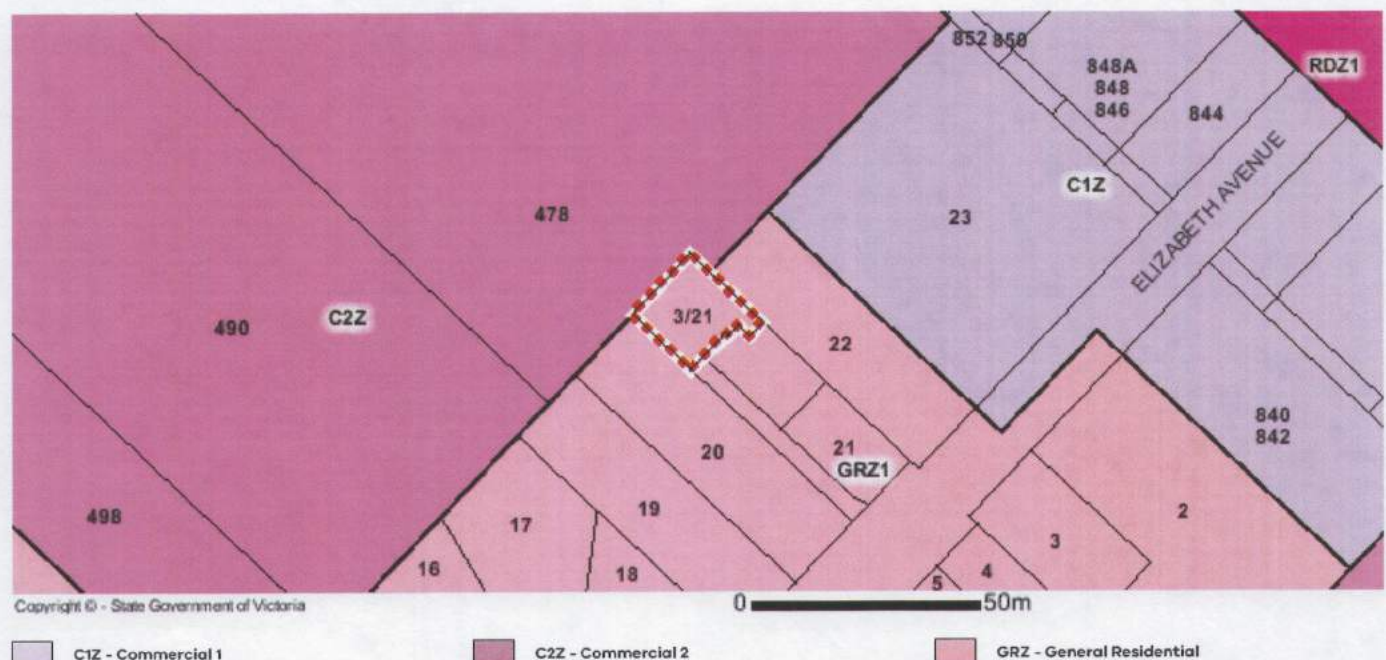 852 850
848A
848
846
RDZ1
844
C1Z
ELIZABETH AVENUE
23
478
3/21
490
C2Z
22
840
842
20
21
GRZ1
498
19
17
2
3
16
18
4
5
Copyright © - State Government of Victoria
0 50m
C1Z - Commercial 1
C2Z - Commercial 2
GRZ - General Residential